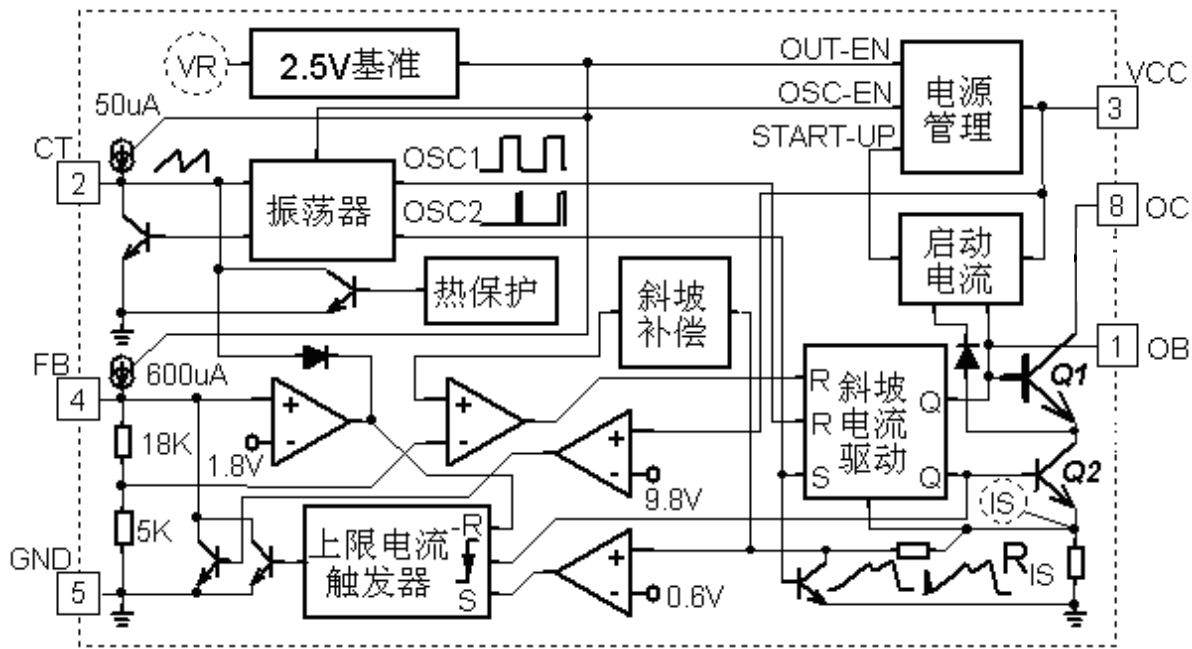 VR
2.5V基准
OUT-EN
OSC-EN
START-UP
电源
管理
VCC
3
50uA
CT
2
振荡器
OSC1
OSC2
8
OC
启动
电流
热保护
斜坡
补偿
1
OB
FB
4
600uA
+
-
1.8V
+
-
+
-
9.8V
R
R
S
斜坡
电流
驱动
Q
Q
Q1
Q2
IS
18K
5K
GND
5
上限电流
触发器
-R
S
+
-
0.6V
RIS